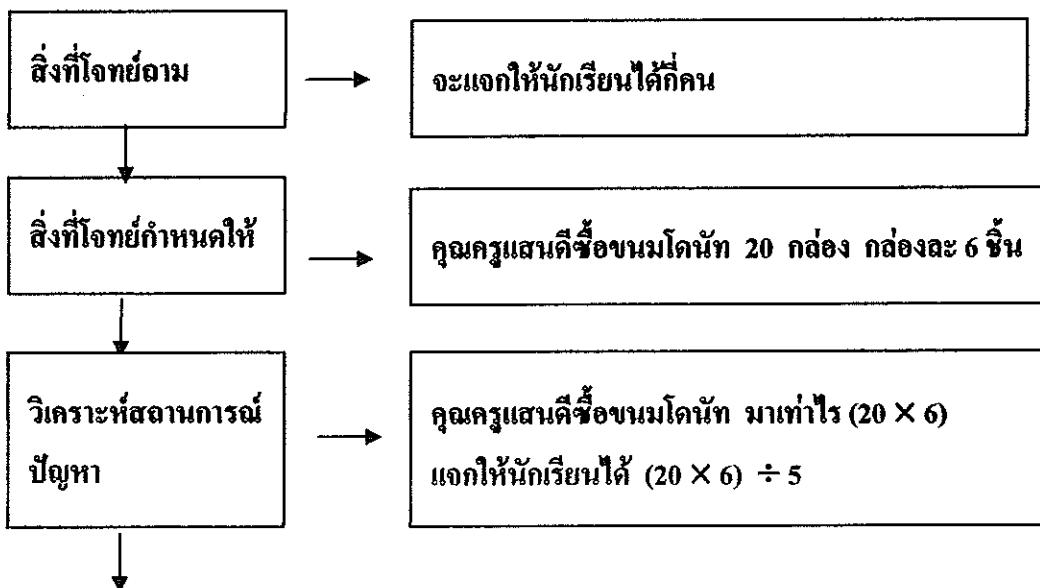 สิ่งที่โจทย์ถาม
จะแจกให้นักเรียนได้กี่คน
สิ่งที่โจทย์กำหนดให้
คุณครูแสนดีซื้อขนมโดนัท 20 กล่อง กล่องละ 6 ชิ้น
วิเคราะห์สถานการณ์
ปัญหา
คุณครูแสนดีซื้อขนมโดนัท มาเท่าไร (20 × 6)
แจกให้นักเรียนได้ (20 × 6) ÷ 5